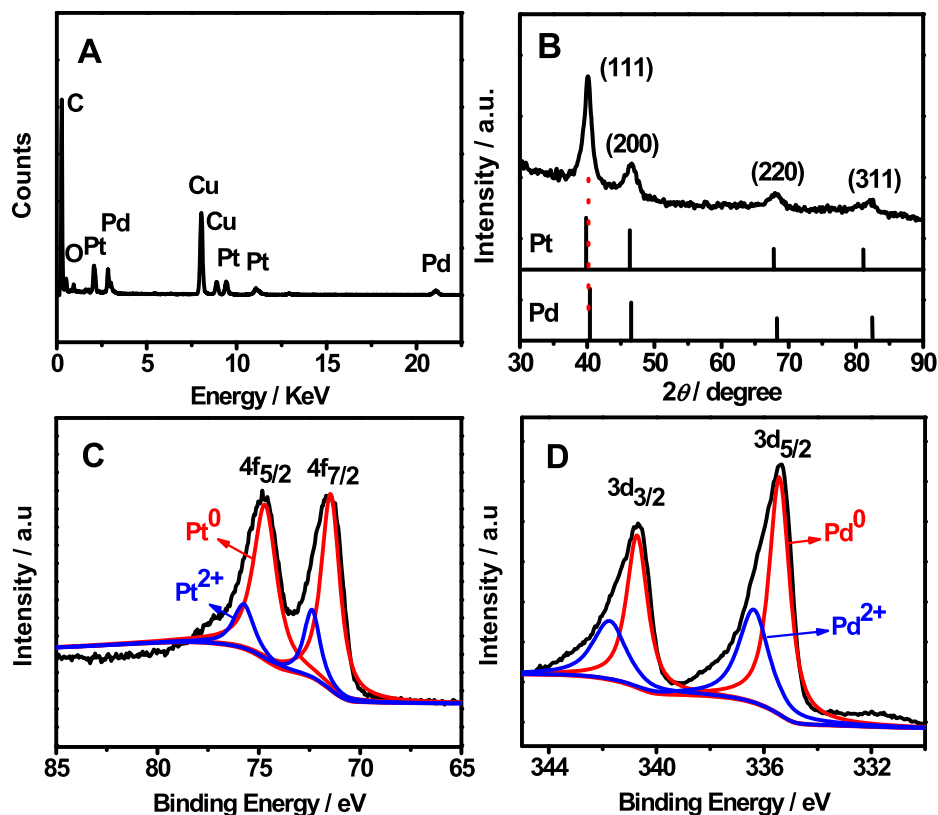 A
C
Cu
Cu
Pd
O
Pt
Pt
Pt
Pd
Counts
0
5
10
15
20
Energy / KeV
B
(111)
(200)
(220)
(311)
Pt
Pd
Intensity / a.u.
30
40
50
60
70
80
90
2θ / degree
C
4f5/2
4f7/2
Pt0
Pt2+
Intensity / a.u
85
80
75
70
65
Binding Energy / eV
D
3d5/2
3d3/2
Pd0
Pd2+
Intensity / a.u.
344
340
336
332
Binding Energy / eV